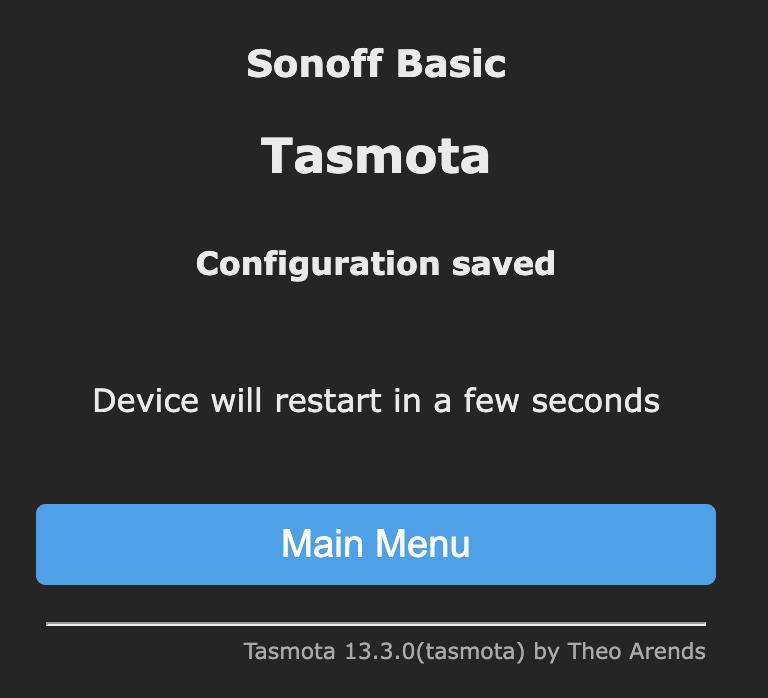 Sonoff Basic
Tasmota
Configuration saved
Device will restart in a few seconds
Main Menu
Tasmota 13.3.0(tasmota) by Theo Arends